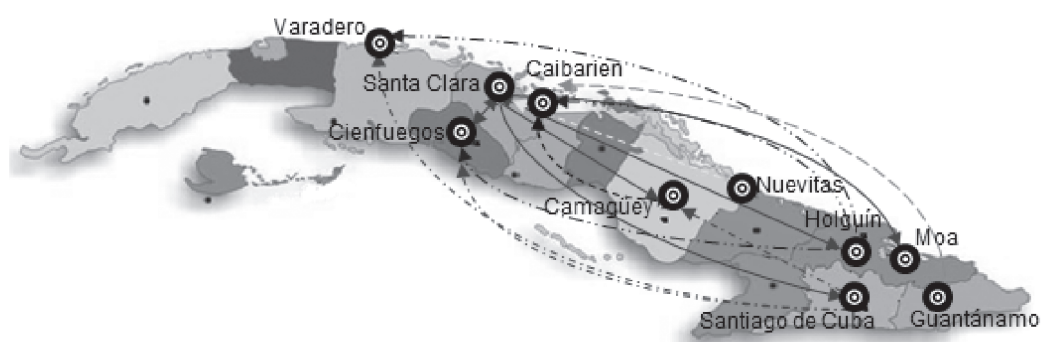 Varadero
Santa Clara
Caibarien
Cienfuegos
Camagüey
Nuevitas
Holguín
Moa
Santiago de Cuba
Guantánamo